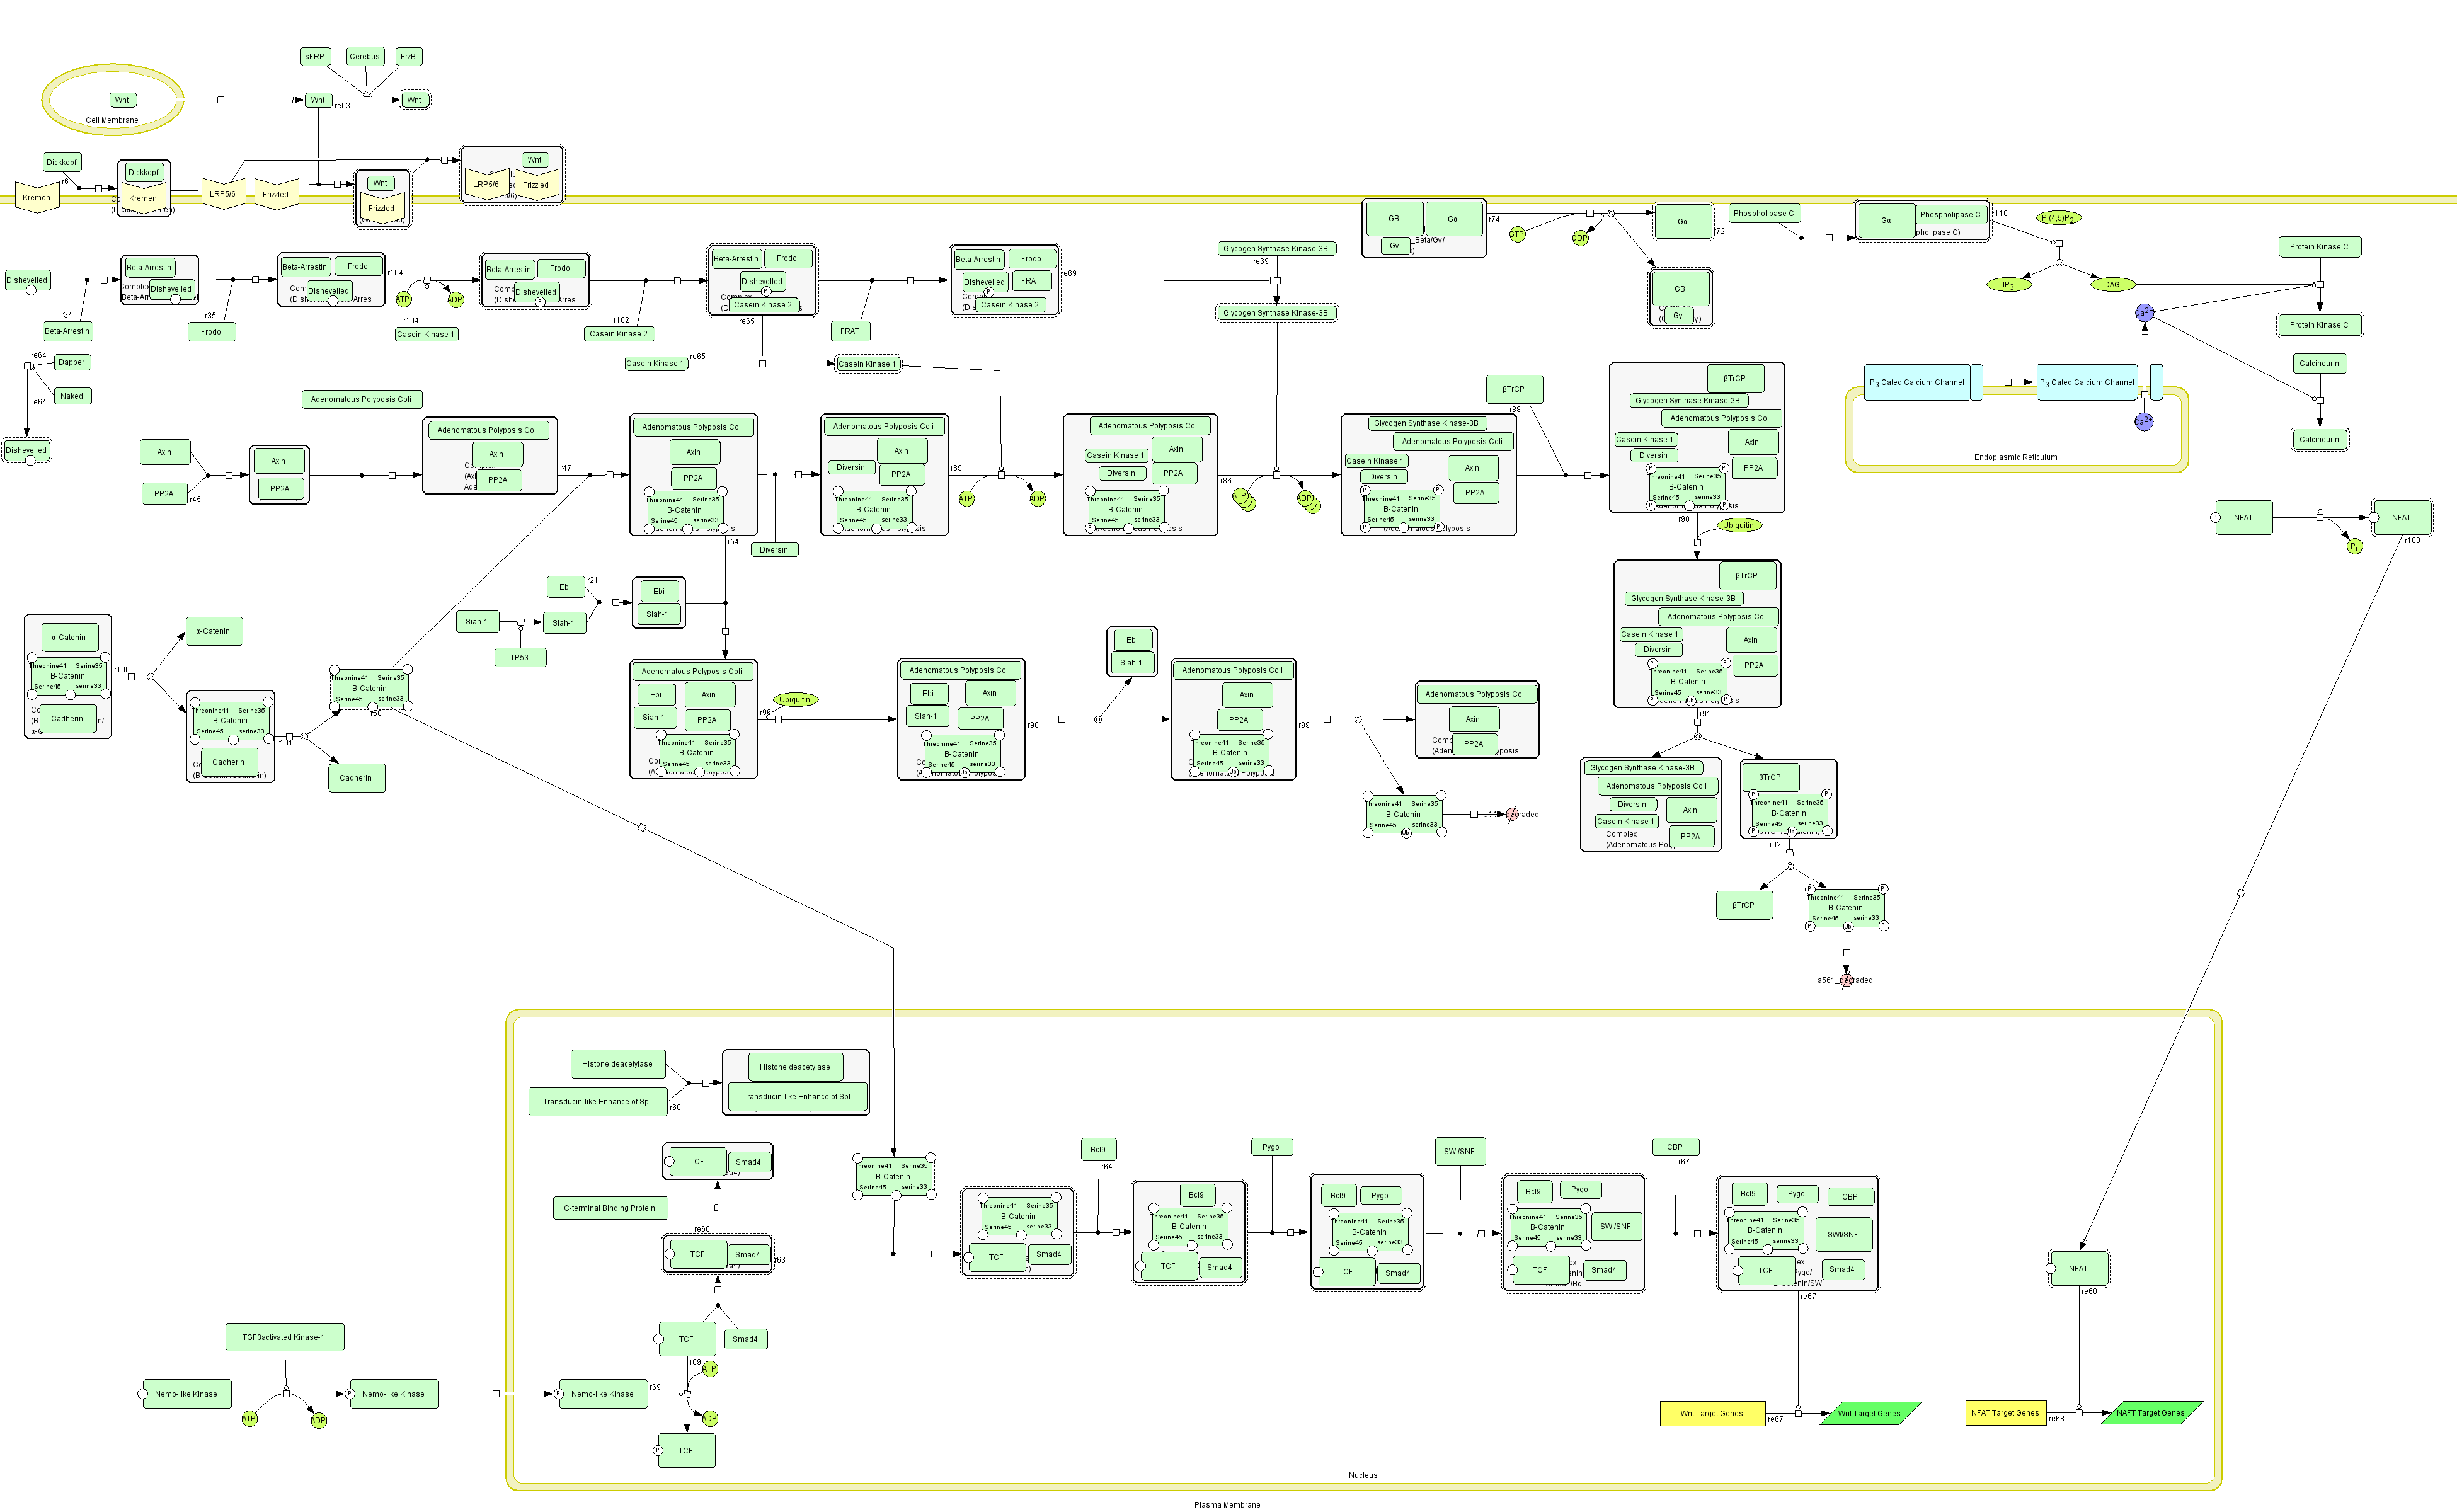 sFRP
Cerebus
FrzB
Wnt
Wnt
re63
Wnt
Cell Membrane
Dickkopf
r6
Kremen
Dickkopf
Kremen
LRP5/6
Frizzled
Wnt
Frizzled
Wnt
LRP5/6
Frizzled
GB
Gα
Gγ
r74
GTP
GDP
Gα
r72
Phospholipase C
Gα
Phospholipase C
r110
PI(4,5)P2
IP3
DAG
GB
Gγ
Protein Kinase C
Protein Kinase C
Ca2+
Ca2+
IP3 Gated Calcium Channel
IP3 Gated Calcium Channel
Endoplasmic Reticulum
Calcineurin
Calcineurin
P
NFAT
NFAT
Pi
r109
Dishevelled
r34
Beta-Arrestin
Beta-Arrestin
Dishevelled
r35
Frodo
Beta-Arrestin
Frodo
Dishevelled
r104
ATP
ADP
r104
Casein Kinase 1
Beta-Arrestin
Frodo
Dishevelled
P
r102
Casein Kinase 2
Beta-Arrestin
Frodo
Dishevelled
P
Casein Kinase 2
re65
FRAT
Beta-Arrestin
Frodo
Dishevelled
FRAT
P
Casein Kinase 2
re69
Glycogen Synthase Kinase-3B
re69
Glycogen Synthase Kinase-3B
re64
Dapper
Naked
re64
Dishevelled
Casein Kinase 1
re65
Casein Kinase 1
Axin
PP2A
r45
Axin
PP2A
Adenomatous Polyposis Coli
Adenomatous Polyposis Coli
Axin
PP2A
r47
Adenomatous Polyposis Coli
Axin
PP2A
Threonine41
Serine35
B-Catenin
Serine45
serine33
r54
Diversin
Adenomatous Polyposis Coli
Axin
Diversin
PP2A
Threonine41
Serine35
B-Catenin
Serine45
serine33
r85
ATP
ADP
Adenomatous Polyposis Coli
Casein Kinase 1
Axin
Diversin
PP2A
Threonine41
Serine35
B-Catenin
Serine45
serine33
P
r86
ATP
ADP
Glycogen Synthase Kinase-3B
Adenomatous Polyposis Coli
Casein Kinase 1
Axin
Diversin
PP2A
Threonine41
Serine35
B-Catenin
Serine45
serine33
βTrCP
r88
βTrCP
Glycogen Synthase Kinase-3B
Adenomatous Polyposis Coli
Casein Kinase 1
Axin
Diversin
PP2A
Threonine41
Serine35
B-Catenin
Serine45
serine33
r90
Ubiquitin
βTrCP
Glycogen Synthase Kinase-3B
Adenomatous Polyposis Coli
Casein Kinase 1
Axin
Diversin
PP2A
Threonine41
Serine35
B-Catenin
Serine45
serine33
Ub
r91
Glycogen Synthase Kinase-3B
Adenomatous Polyposis Coli
Diversin
Axin
Casein Kinase 1
PP2A
Complex
βTrCP
Threonine41
Serine35
B-Catenin
Serine45
serine33
Ub
r92
βTrCP
Threonine41
Serine35
B-Catenin
Serine45
serine33
Ub
a561_degraded
Ebi
r21
Siah-1
Siah-1
TP53
Ebi
Siah-1
α-Catenin
Threonine41
Serine35
B-Catenin
Serine45
serine33
Cadherin
r100
α-Catenin
Threonine41
Serine35
B-Catenin
Serine45
serine33
Cadherin
r101
Threonine41
Serine35
B-Catenin
Serine45
serine33
r58
Cadherin
Adenomatous Polyposis Coli
Ebi
Axin
Siah-1
PP2A
Threonine41
Serine35
B-Catenin
Serine45
serine33
r96
Ubiquitin
Adenomatous Polyposis Coli
Ebi
Axin
Siah-1
PP2A
Threonine41
Serine35
B-Catenin
Serine45
serine33
Ub
r98
Ebi
Siah-1
Adenomatous Polyposis Coli
Axin
PP2A
Threonine41
Serine35
B-Catenin
Serine45
serine33
Ub
r99
Adenomatous Polyposis Coli
Axin
PP2A
Threonine41
Serine35
B-Catenin
Serine45
serine33
Ub
Histone deacetylase
Transducin-like Enhance of Spl
r60
Histone deacetylase
Transducin-like Enhance of Spl
TCF
Smad4
C-terminal Binding Protein
re66
TCF
Smad4
r63
Threonine41
Serine35
B-Catenin
Serine45
serine33
Threonine41
Serine35
B-Catenin
Serine45
serine33
TCF
Smad4
Bcl9
r64
Bcl9
Threonine41
Serine35
B-Catenin
Serine45
serine33
TCF
Smad4
Pygo
Bcl9
Pygo
Threonine41
Serine35
B-Catenin
Serine45
serine33
TCF
Smad4
SWI/SNF
Bcl9
Pygo
SWI/SNF
Threonine41
Serine35
B-Catenin
Serine45
serine33
TCF
Smad4
CBP
r67
Bcl9
Pygo
CBP
SWI/SNF
Threonine41
Serine35
B-Catenin
Serine45
serine33
TCF
Smad4
re67
NFAT
re68
TCF
Smad4
r69
ATP
TGFβactivated Kinase-1
Nemo-like Kinase
ATP
ADP
P
Nemo-like Kinase
P
Nemo-like Kinase
r69
ADP
P
TCF
Wnt Target Genes
re67
Wnt Target Genes
NFAT Target Genes
re68
NAFT Target Genes
Nucleus
Plasma Membrane